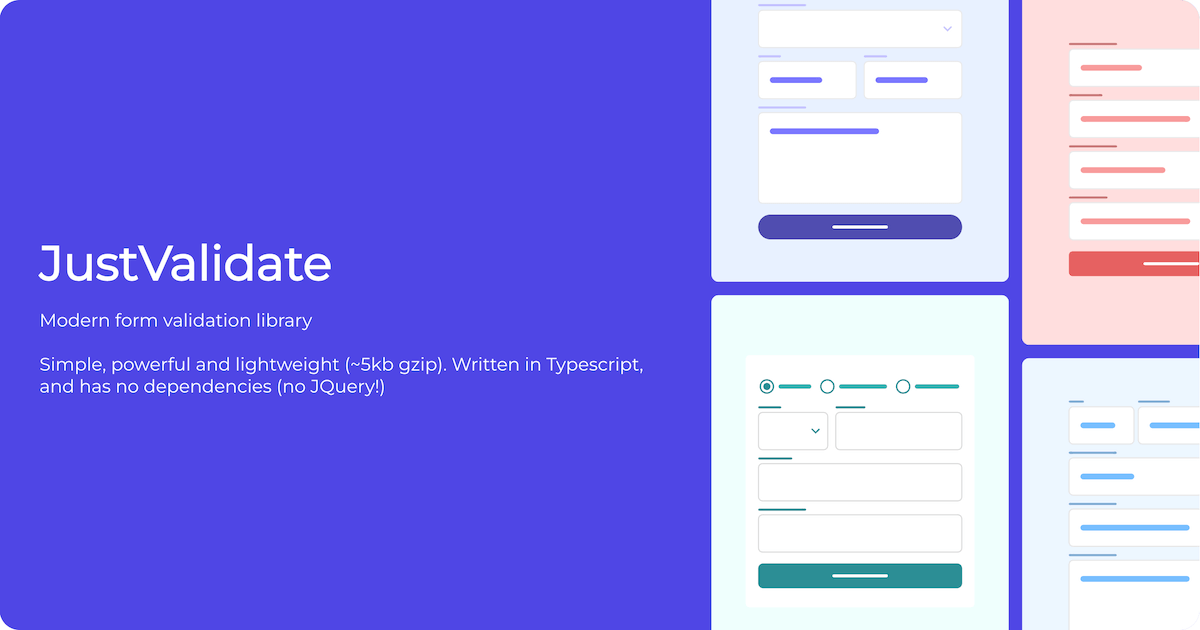 JustValidate
Modern form validation library
Simple, powerful and lightweight (~5kb gzip). Written in Typescript,
and has no dependencies (no JQuery!)